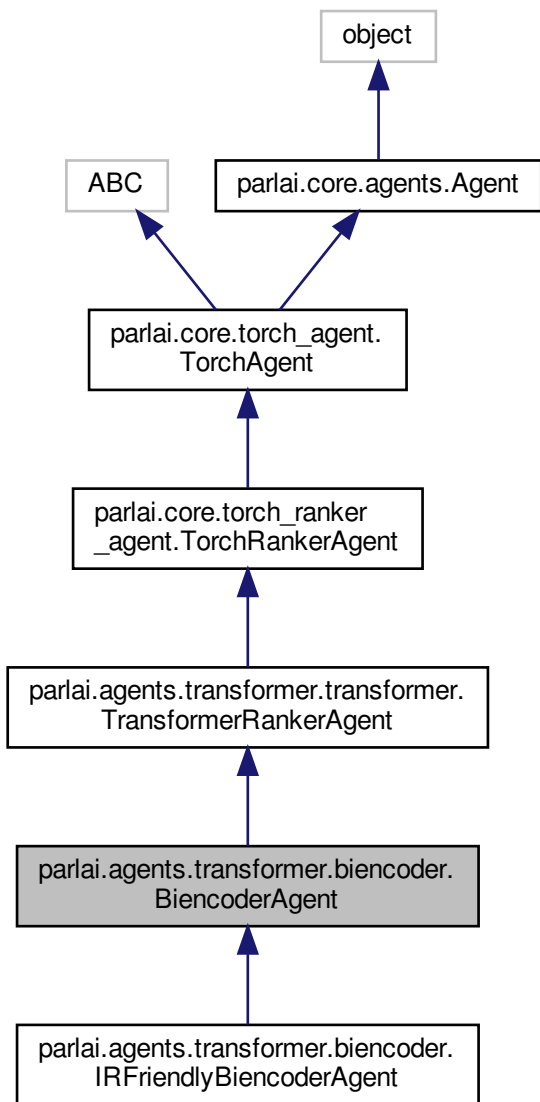 object
ABC
parlai.core.agents.Agent
parlai.core.torch_agent.
TorchAgent
parlai.core.torch_ranker
_agent.TorchRankerAgent
parlai.agents.transformer.transformer.
TransformerRankerAgent
parlai.agents.transformer.biencoder.
BiencoderAgent
parlai.agents.transformer.biencoder.
IRFriendlyBiencoderAgent